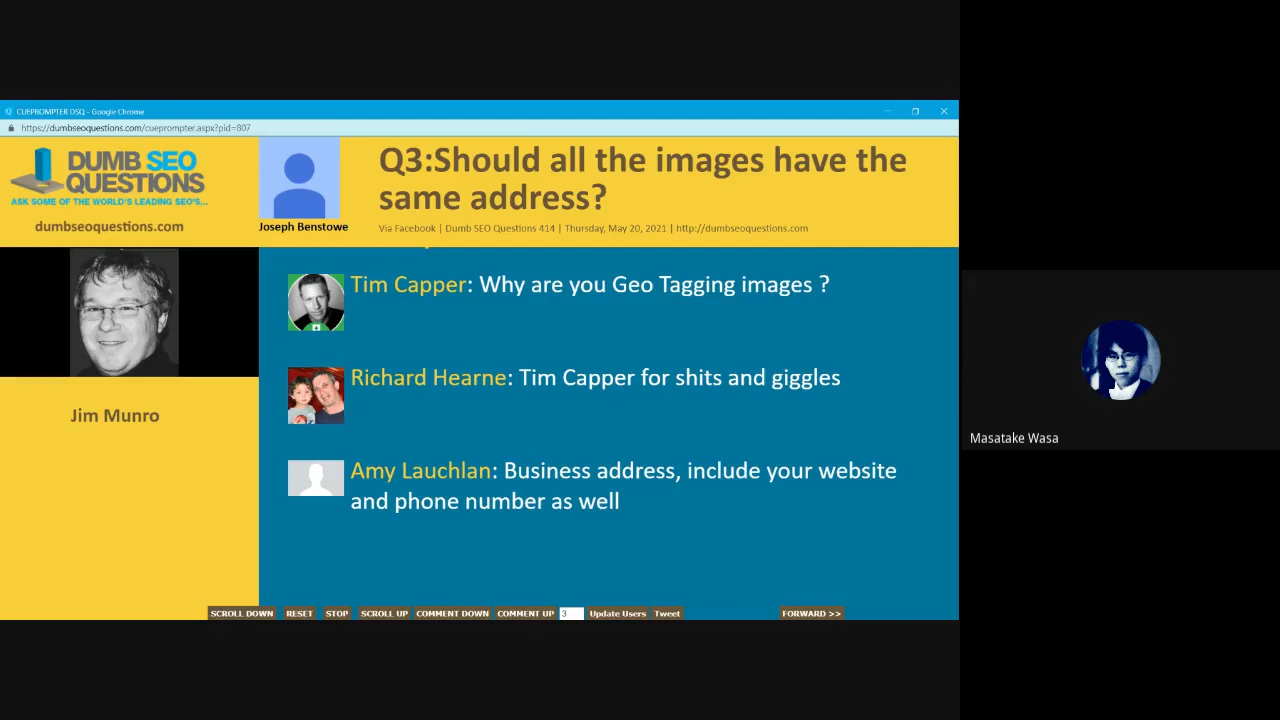 CUEPROMPTER DSQ - Google Chrome
https://dumbseoquestions.com/cueprompter.aspx?pid=807
DUMB SEO
QUESTIONS
ASK SOME OF THE WORLD'S LEADING SEO'S...
dumbseoquestions.com
Joseph Benstowe
Q3:Should all the images have the
same address?
Via Facebook | Dumb SEO Questions 414 | Thursday, May 20, 2021 | http://dumbseoquestions.com
Jim Munro
Tim Capper: Why are you Geo Tagging images ?
Richard Hearne: Tim Capper for shits and giggles
Amy Lauchlan: Business address, include your website
and phone number as well
SCROLL DOWN RESET STOP SCROLL UP COMMENT DOWN COMMENT UP 3 Update Users Tweet FORWARD >>
Masatake Wasa